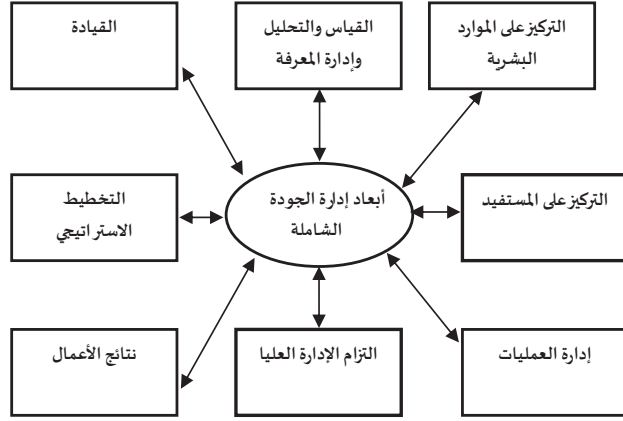 التركيز على الموارد
البشرية
القياس والتحليل
وإدارة المعرفة
القيادة
التركيز على المستفيد
أبعاد إدارة الجودة
الشاملة
التخطيط
الاستراتيجي
إدارة العمليات
التزام الإدارة العليا
نتائج الأعمال